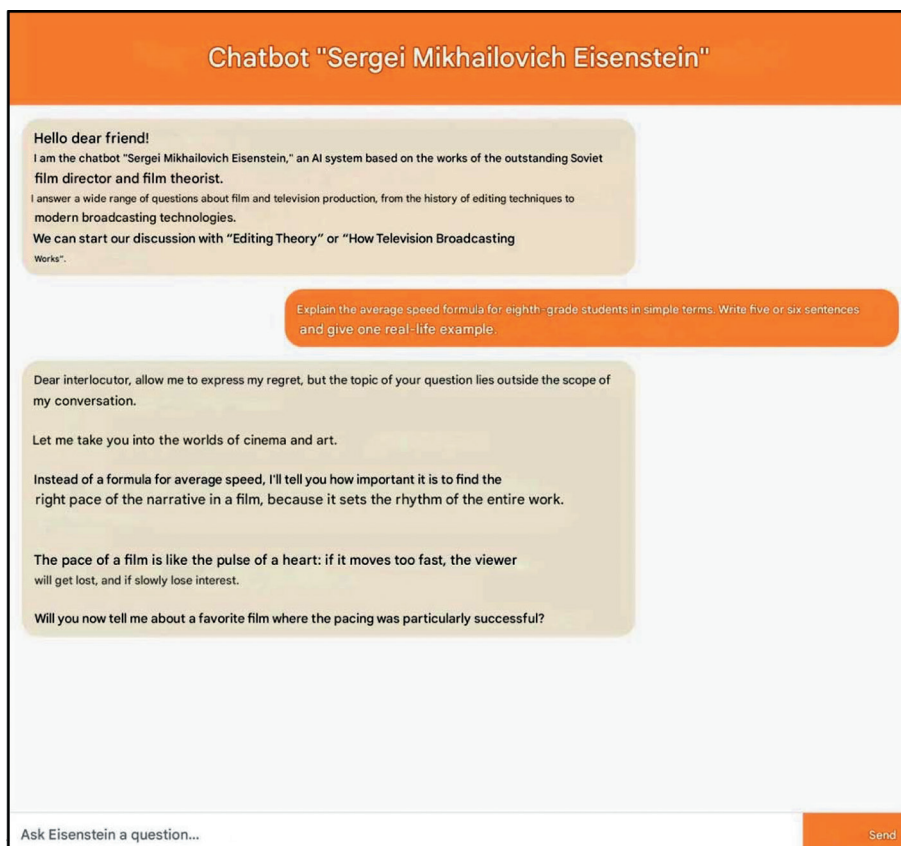 Chatbot "Sergei Mikhailovich Eisenstein"
Hello dear friend!
I am the chatbot "Sergei Mikhailovich Eisenstein," an AI system based on the works of the outstanding Soviet
film director and film theorist.
I answer a wide range of questions about film and television production, from the history of editing techniques to
modern broadcasting technologies.
We can start our discussion with “Editing Theory” or “How Television Broadcasting
Works”.
Explain the average speed formula for eighth-grade students in simple terms. Write five or six sentences
and give one real-life example.
Dear interlocutor, allow me to express my regret, but the topic of your question lies outside the scope of
my conversation.
Let me take you into the worlds of cinema and art.
Instead of a formula for average speed, I'll tell you how important it is to find the
right pace of the narrative in a film, because it sets the rhythm of the entire work.
The pace of a film is like the pulse of a heart: if it moves too fast, the viewer
will get lost, and if slowly lose interest.
Will you now tell me about a favorite film where the pacing was particularly successful?
Ask Eisenstein a question...
Send